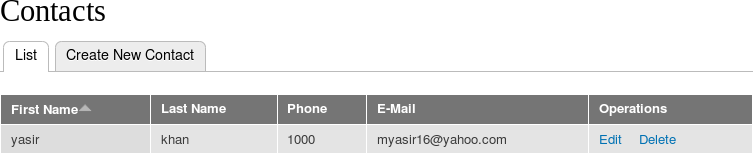 Contacts
List Create New Contact
First Name Last Name Phone E-Mail Operations
yasir khan 1000 myasir16@yahoo.com Edit Delete